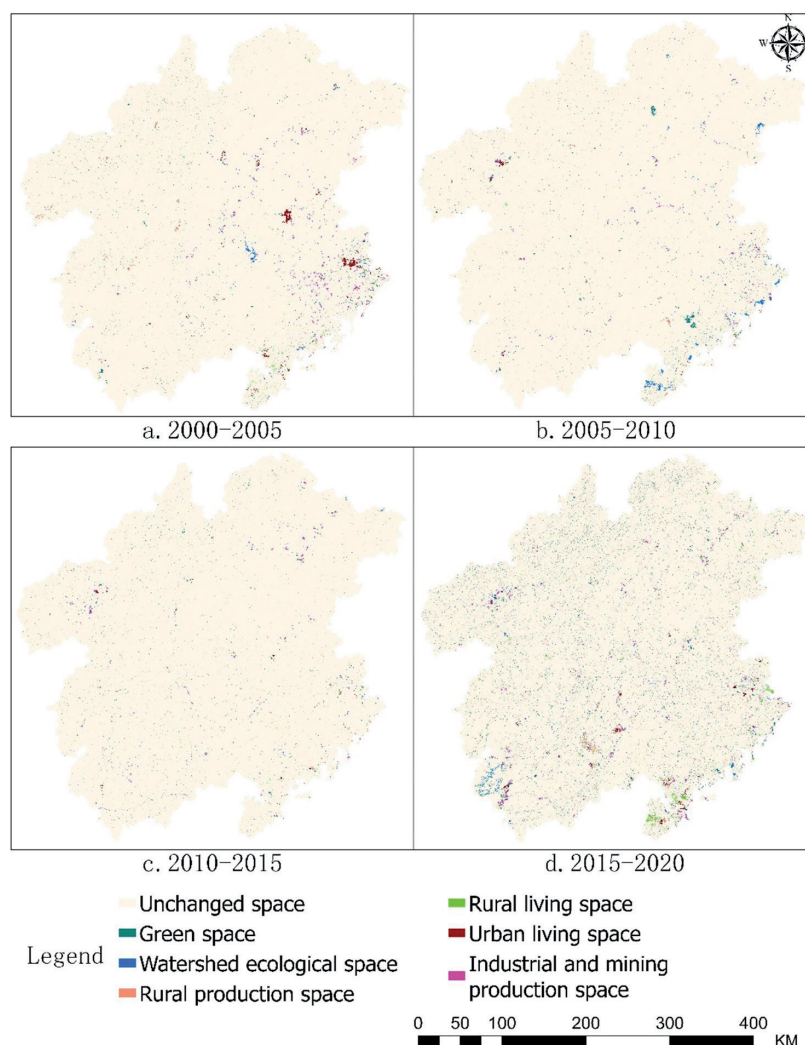 N
W
S
a. 2000-2005
b. 2005-2010
c. 2010-2015
d. 2015-2020
Legend
Unchanged space
Green space
Watershed ecological space
Rural production space
Rural living space
Urban living space
Industrial and mining
production space
0 50 100 200 300 400
KM